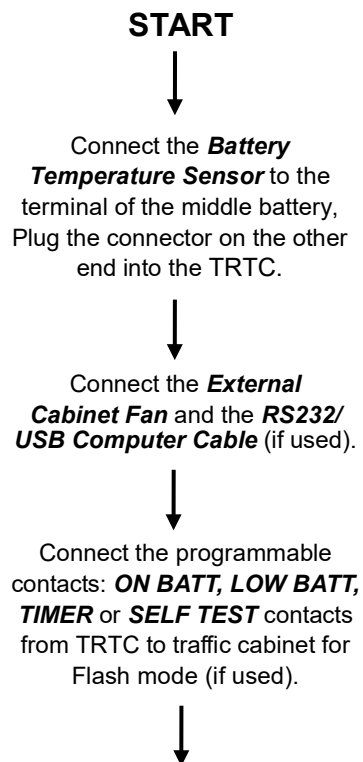 START
Connect the Battery
Temperature Sensor to the
terminal of the middle battery,
Plug the connector on the other
end into the TRTC.
Connect the External
Cabinet Fan and the RS232/
USB Computer Cable (if used).
Connect the programmable
contacts: ON BATT, LOW BATT,
TIMER or SELF TEST contacts
from TRTC to traffic cabinet for
Flash mode (if used).